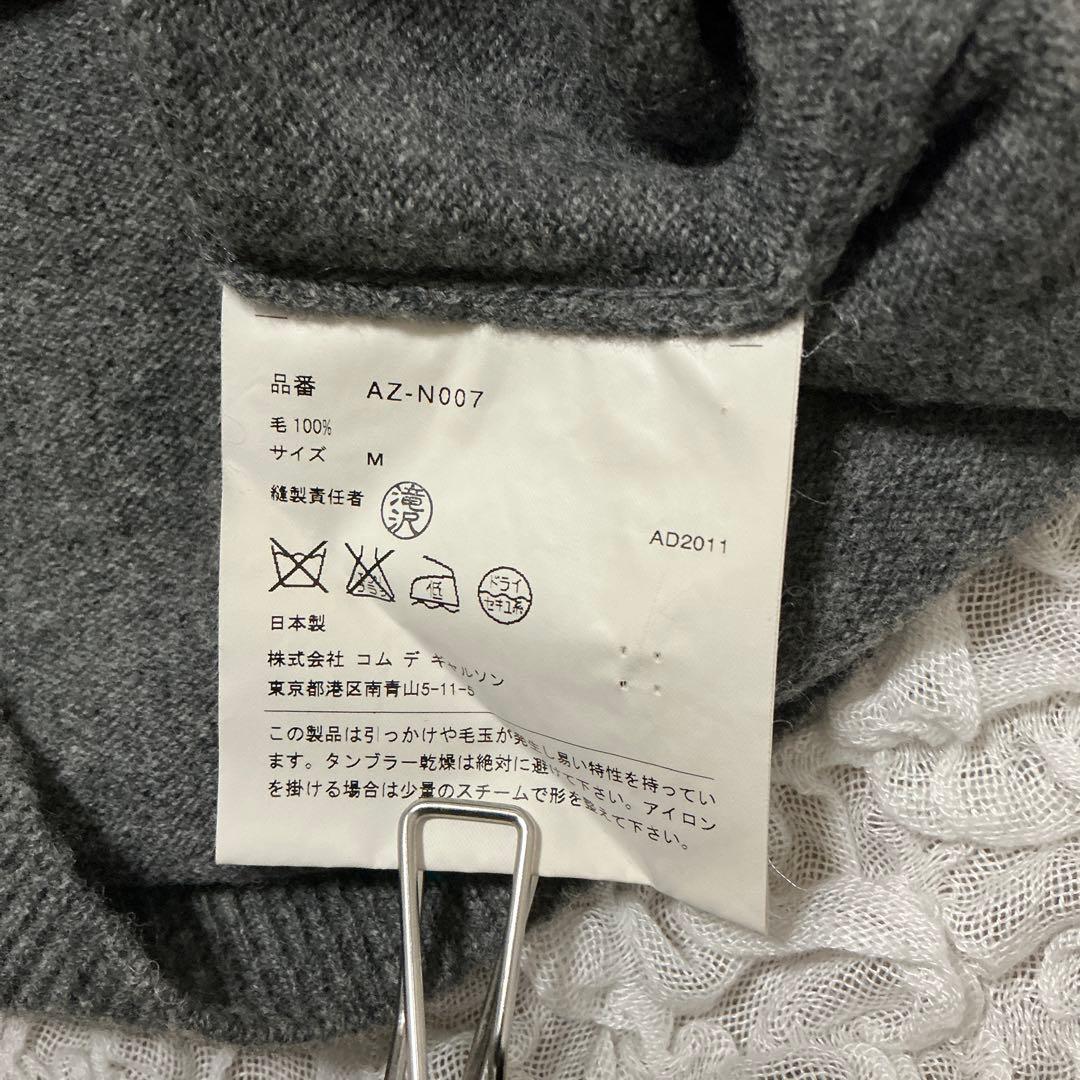 品番 AZ-N007
毛 100%
サイズ M
縫製責任者 滝沢
AD2011
低 ドライ セキユ系
日本製
株式会社 コム デ ギャルソン
東京都港区南青山5-11-5
この製品は引っかけや毛玉が発生し易い特性を持ってい
ます。タンブラー乾燥は絶対に避けて下さい。アイロン
を掛ける場合は少量のスチームで形を整えて下さい。